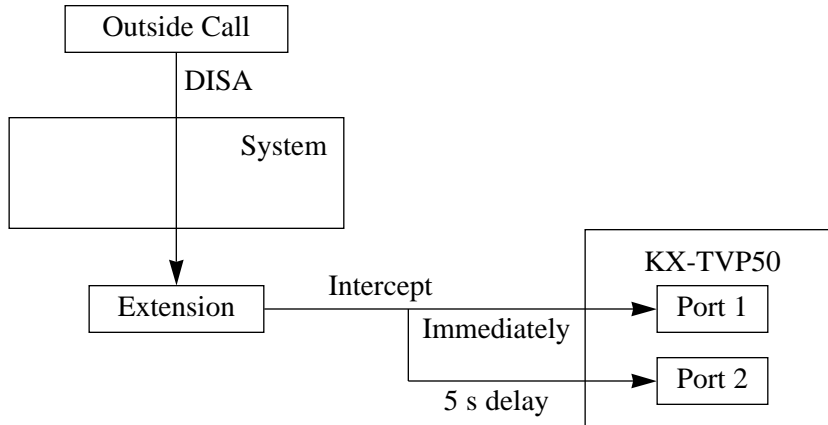 Outside Call
DISA
System
KX-TVP50
Extension
Intercept
Port 1
Immediately
Port 2
5 s delay